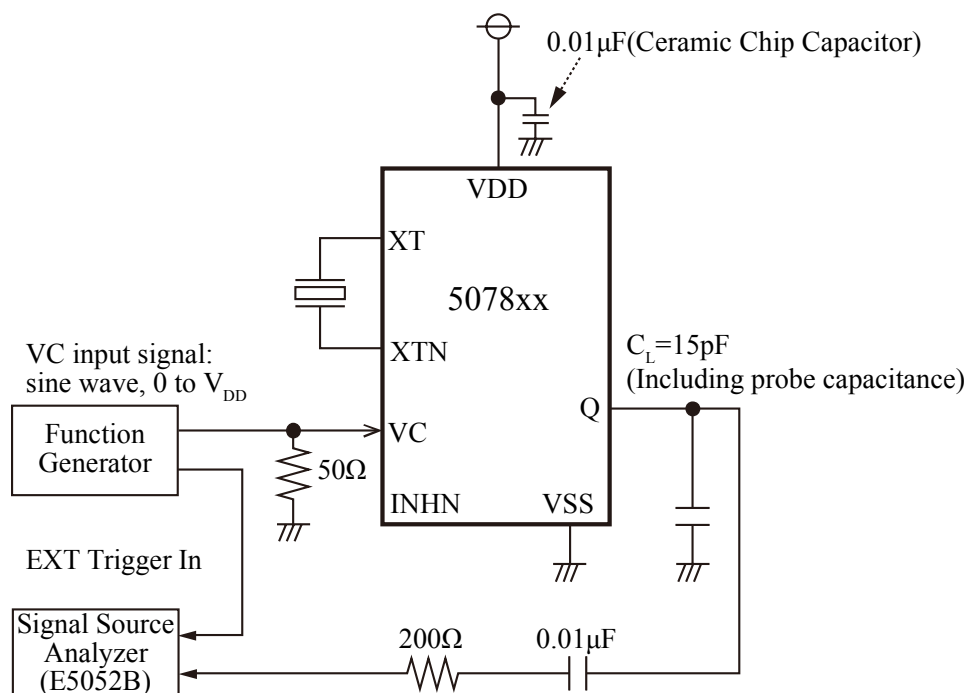 0.01μF(Ceramic Chip Capacitor)
VDD
XT
5078xx
XTN
VC input signal:
sine wave, 0 to VDD
CL=15pF
(Including probe capacitance)
Q
Function
Generator
VC
50Ω
INHN
VSS
EXT Trigger In
Signal Source
Analyzer
(E5052B)
200Ω
0.01μF